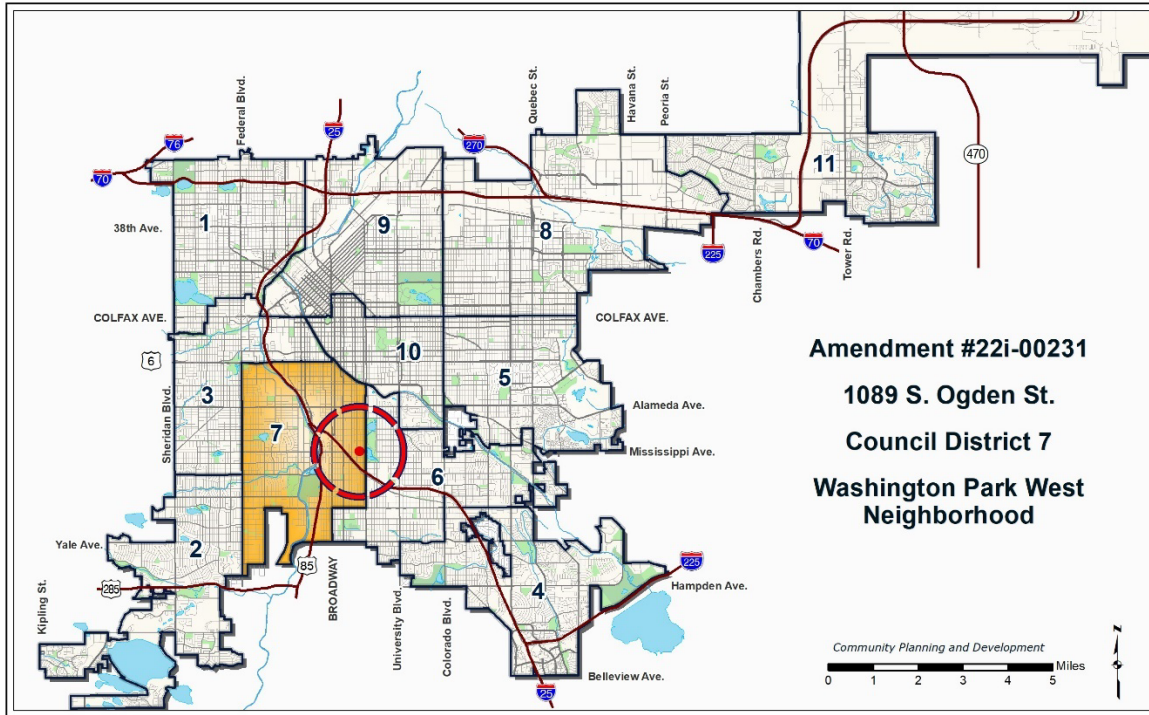 Federal Blvd.
Quebec St.
Havana St.
Peoria St.
25
76
270
70
470
11
1
9
8
38th Ave.
225
Chambers Rd.
70
Tower Rd.
COLFAX AVE.
COLFAX AVE.
6
10
5
3
Sheridan Blvd.
Alameda Ave.
7
Mississippi Ave.
6
Amendment #22i-00231
1089 S. Ogden St.
Council District 7
Washington Park West
Neighborhood
Yale Ave.
2
85
225
285
Kipling St.
BROADWAY
University Blvd.
Colorado Blvd.
4
Hampden Ave.
Belleview Ave.
25
Community Planning and Development
0 1 2 3 4 5 Miles
N